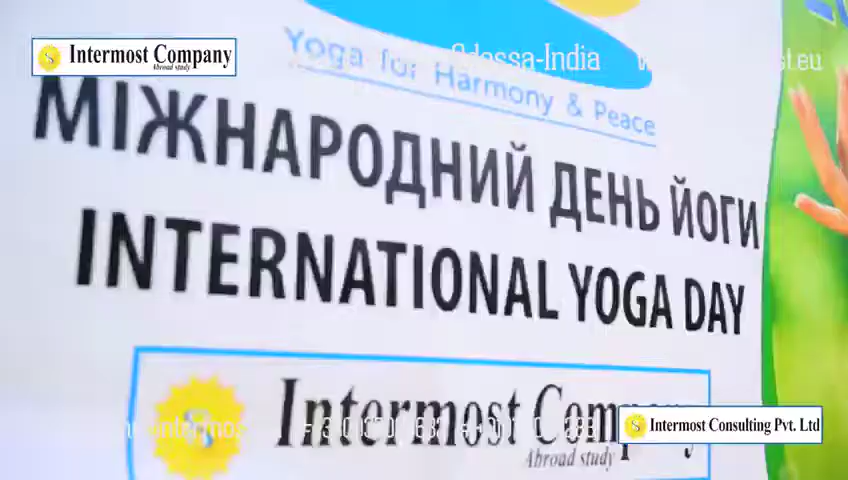 Intermost Company
Abroad study
Odessa-India
Yoga for Harmony & Peace
МІЖНАРОДНИЙ ДЕНЬ ЙОГИ
INTERNATIONAL YOGA DAY
Intermost Company
Abroad study
Intermost Consulting Pvt. Ltd